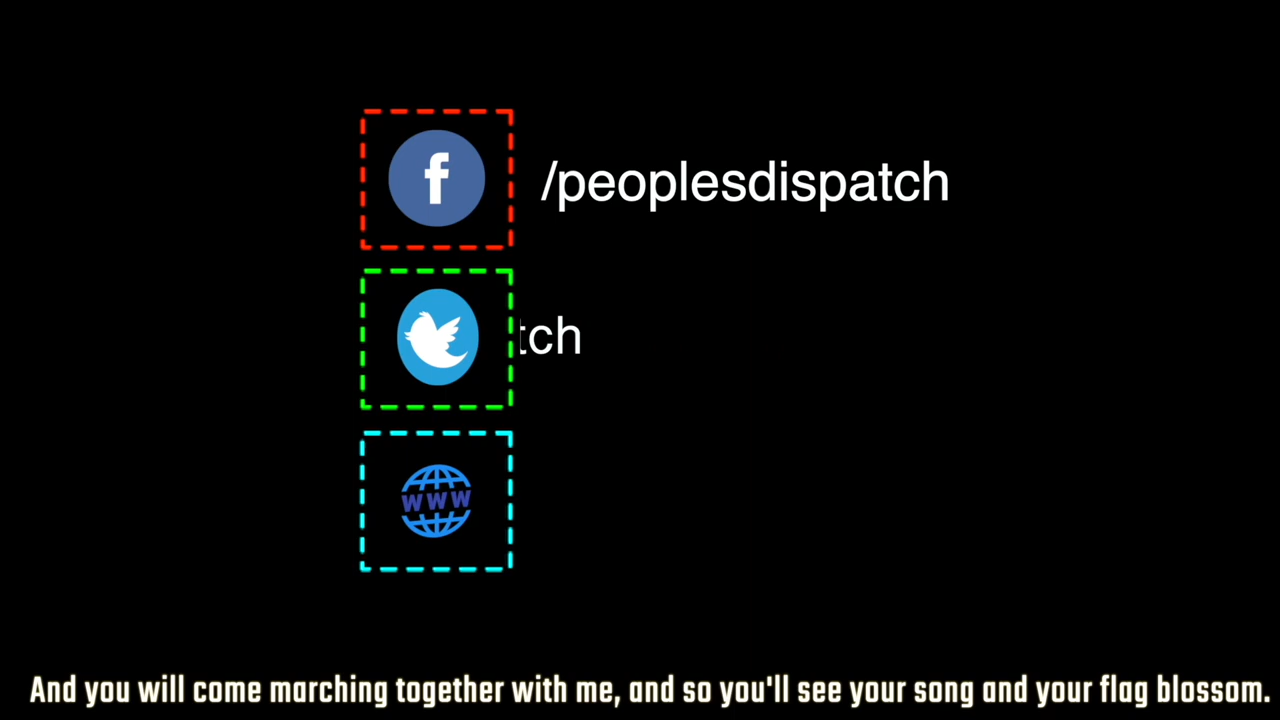 f
/peoplesdispatch
tch
WWW
And you will come marching together with me, and so you'll see your song and your flag blossom.